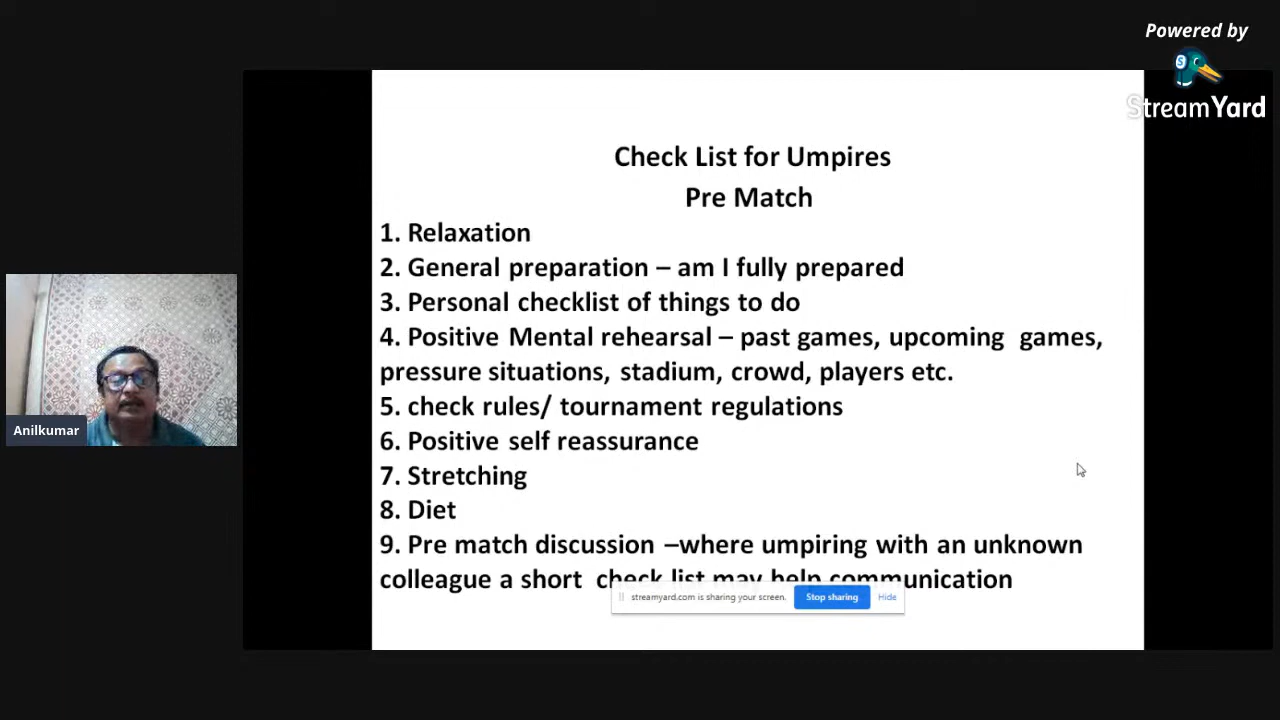 Powered by
StreamYard
Check List for Umpires
Pre Match
1. Relaxation
2. General preparation – am I fully prepared
3. Personal checklist of things to do
4. Positive Mental rehearsal – past games, upcoming games,
pressure situations, stadium, crowd, players etc.
5. check rules/ tournament regulations
6. Positive self reassurance
7. Stretching
8. Diet
9. Pre match discussion –where umpiring with an unknown
colleague a short check list may help communication
streamyard.com is sharing your screen. Stop sharing Hide
Anilkumar